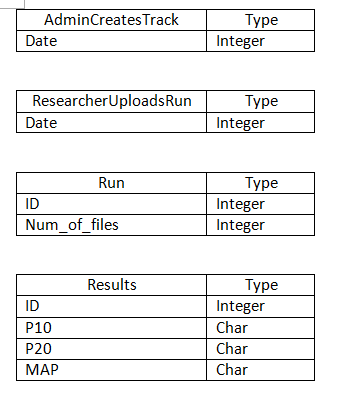 AdminCreatesTrack Type
Date Integer
ResearcherUploadsRun Type
Date Integer
Run Type
ID Integer
Num_of_files Integer
Results Type
ID Integer
P10 Char
P20 Char
MAP Char